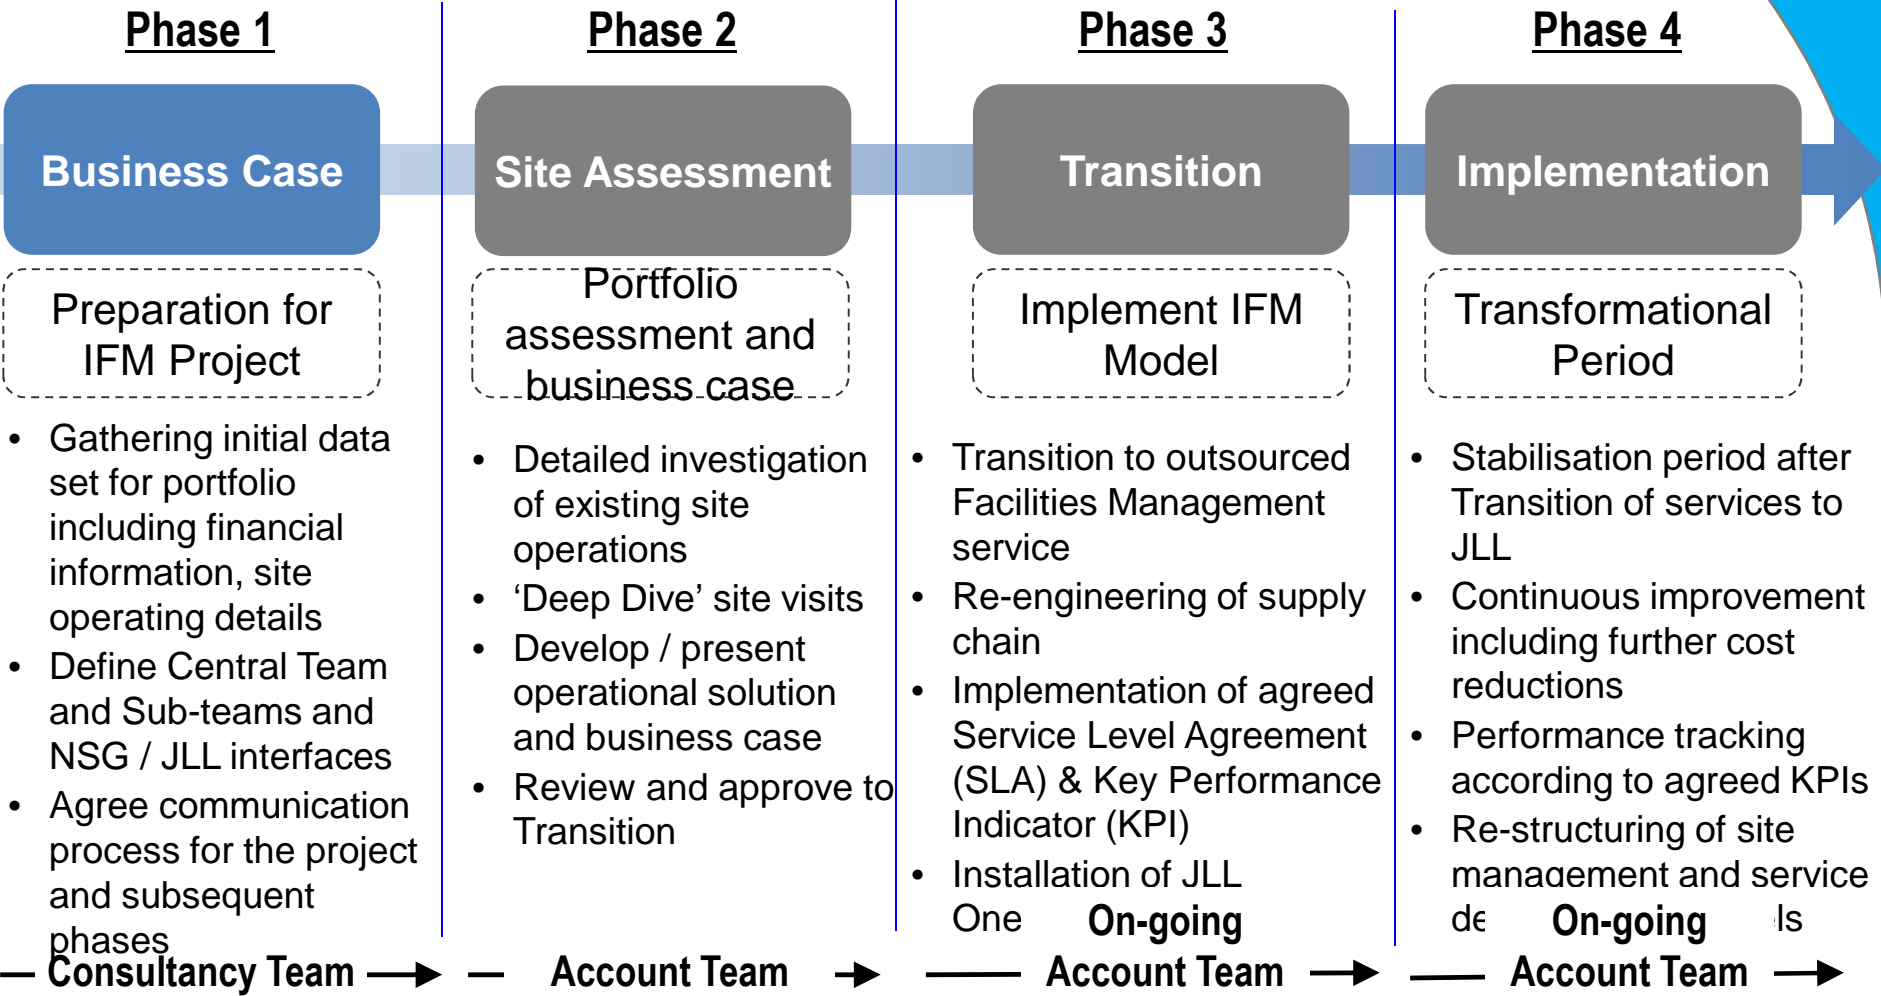 Phase 1
Business Case
Preparation for
IFM Project
• Gathering initial data
set for portfolio
including financial
information, site
operating details
• Define Central Team
and Sub-teams and
NSG / JLL interfaces
• Agree communication
process for the project
and subsequent
phases
Consultancy Team
Phase 2
Site Assessment
Portfolio
assessment and
business case
• Detailed investigation
of existing site
operations
• ‘Deep Dive’ site visits
• Develop / present
operational solution
and business case
• Review and approve to
Transition
Account Team
Phase 3
Transition
Implement IFM
Model
• Transition to outsourced
Facilities Management
service
• Re-engineering of supply
chain
• Implementation of agreed
Service Level Agreement
(SLA) & Key Performance
Indicator (KPI)
• Installation of JLL
One
On-going
Account Team
Phase 4
Implementation
Transformational
Period
• Stabilisation period after
Transition of services to
JLL
• Continuous improvement
including further cost
reductions
• Performance tracking
according to agreed KPIs
• Re-structuring of site
management and service
On-going
Account Team